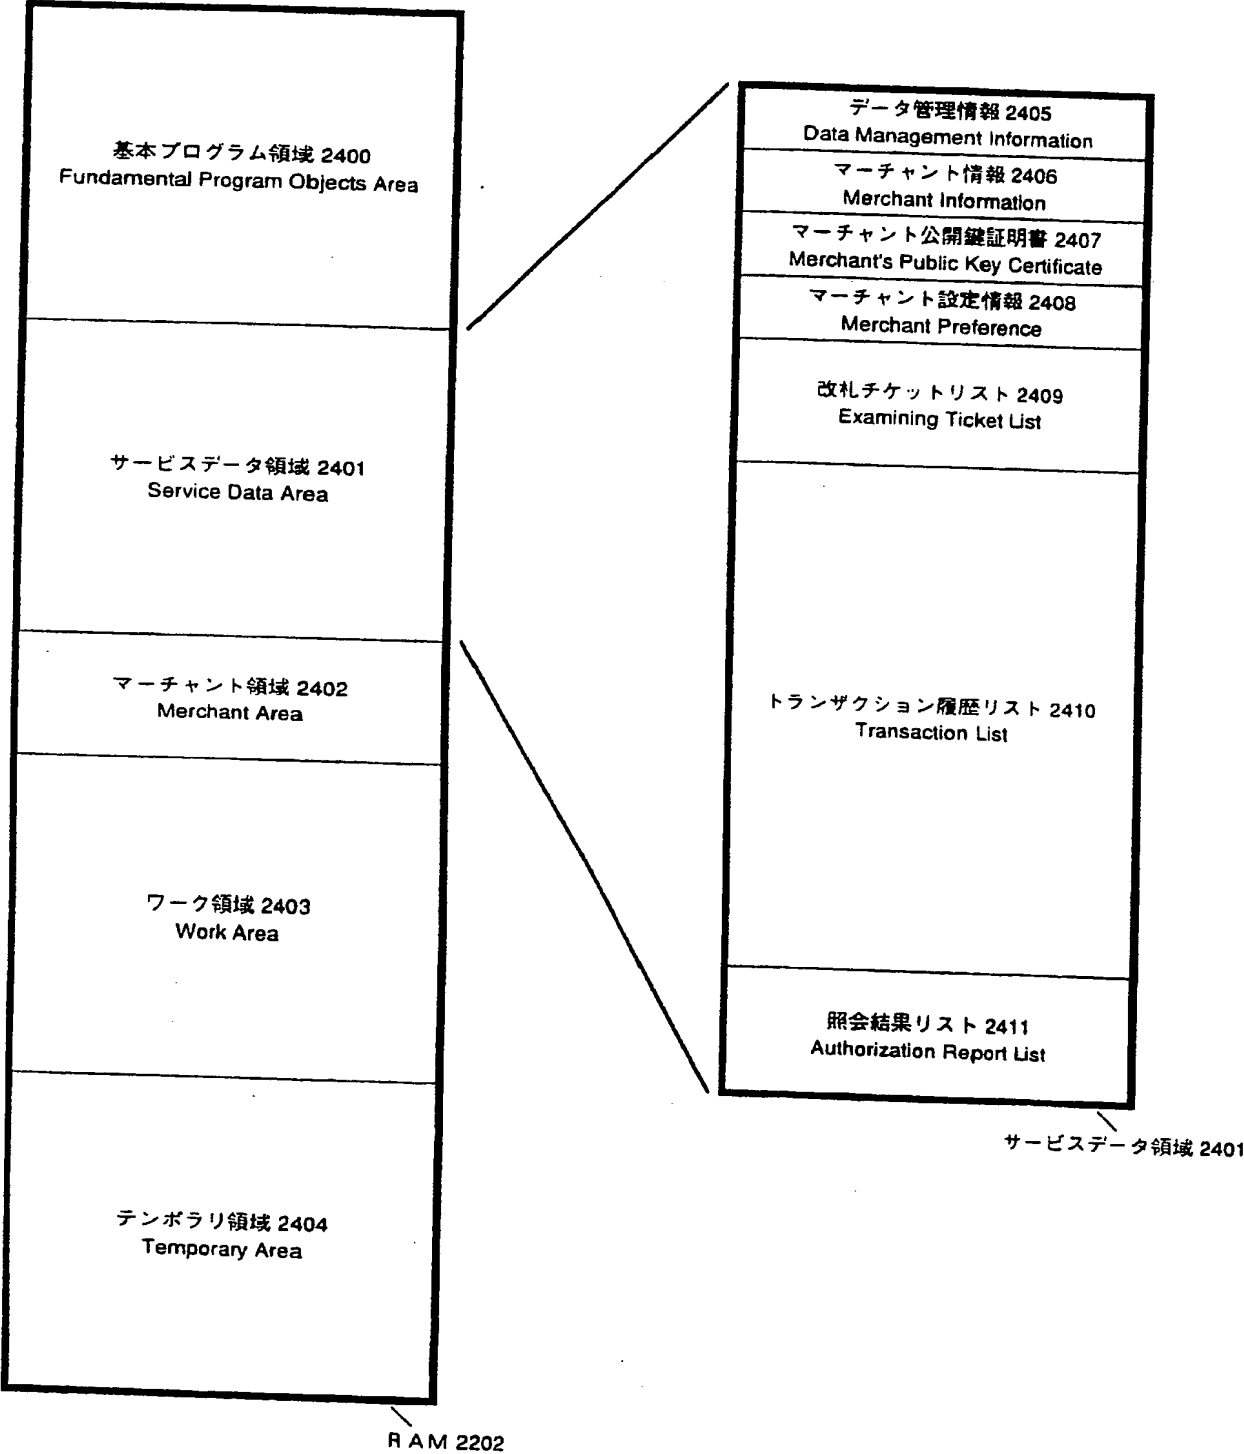 基本プログラム領域 2400
Fundamental Program Objects Area
サービスデータ領域 2401
Service Data Area
マーチャント領域 2402
Merchant Area
ワーク領域 2403
Work Area
テンポラリ領域 2404
Temporary Area
RAM 2202
データ管理情報 2405
Data Management Information
マーチャント情報 2406
Merchant Information
マーチャント公開鍵証明書 2407
Merchant's Public Key Certificate
マーチャント設定情報 2408
Merchant Preference
改札チケットリスト 2409
Examining Ticket List
トランザクション履歴リスト 2410
Transaction List
照会結果リスト 2411
Authorization Report List
サービスデータ領域 2401